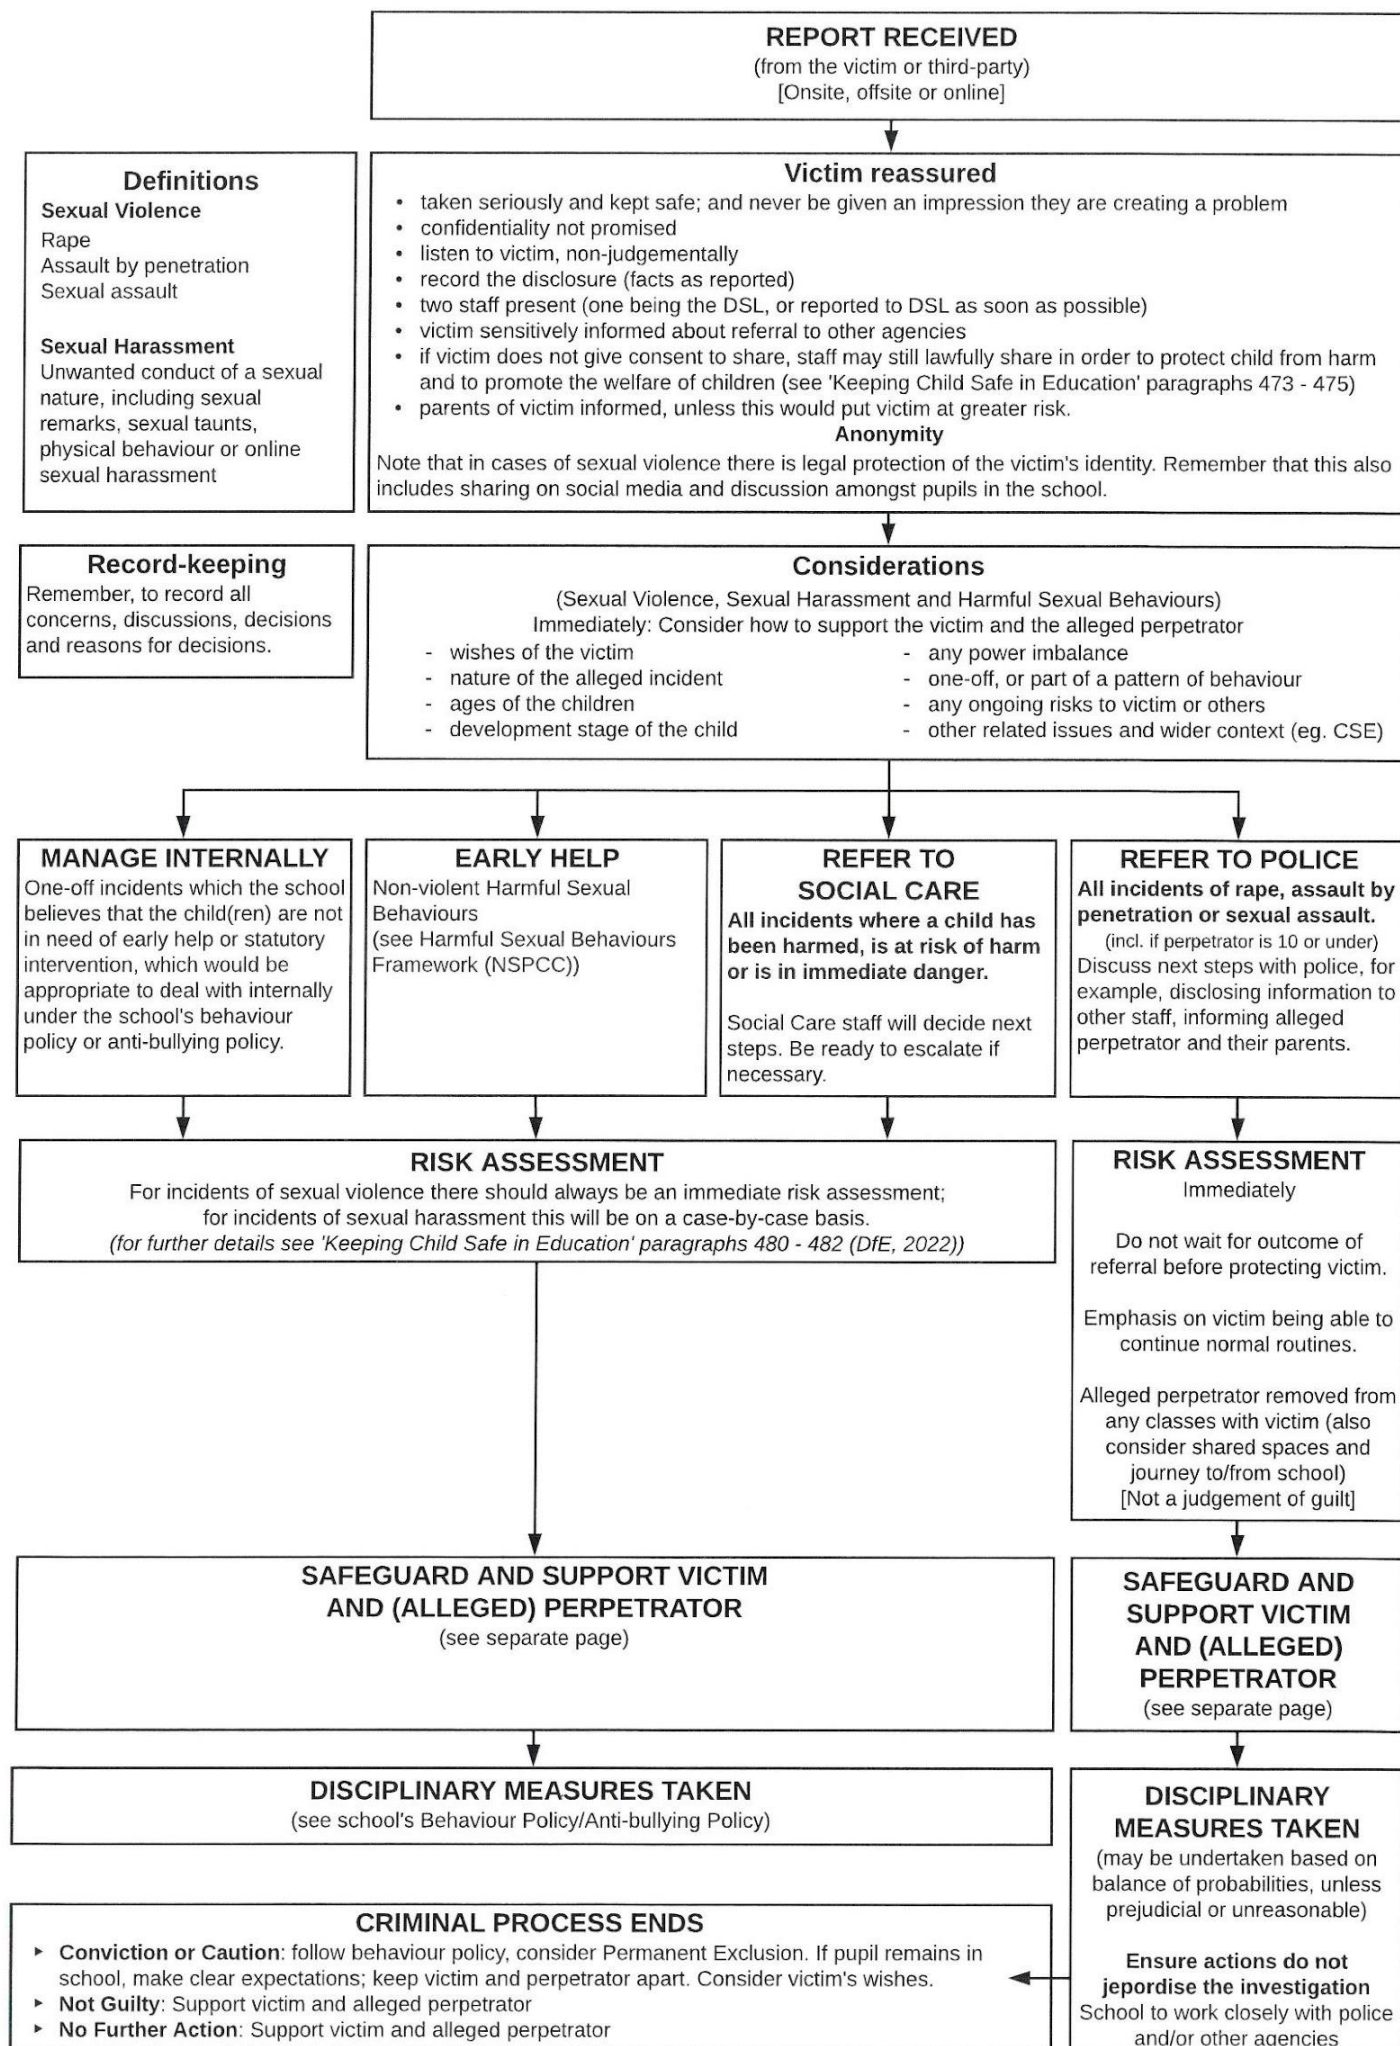 REPORT RECEIVED
(from the victim or third-party)
[Onsite, offsite or online]
Definitions
Sexual Violence
Rape
Assault by penetration
Sexual assault
Sexual Harassment
Unwanted conduct of a sexual
nature, including sexual
remarks, sexual taunts,
physical behaviour or online
sexual harassment
Victim reassured
• taken seriously and kept safe; and never be given an impression they are creating a problem
• confidentiality not promised
• listen to victim, non-judgementally
• record the disclosure (facts as reported)
• two staff present (one being the DSL, or reported to DSL as soon as possible)
• victim sensitively informed about referral to other agencies
• if victim does not give consent to share, staff may still lawfully share in order to protect child from harm
and to promote the welfare of children (see 'Keeping Child Safe in Education' paragraphs 473 - 475)
• parents of victim informed, unless this would put victim at greater risk.
Anonymity
Note that in cases of sexual violence there is legal protection of the victim's identity. Remember that this also
includes sharing on social media and discussion amongst pupils in the school.
Record-keeping
Remember, to record all
concerns, discussions, decisions
and reasons for decisions.
Considerations
(Sexual Violence, Sexual Harassment and Harmful Sexual Behaviours)
Immediately: Consider how to support the victim and the alleged perpetrator
- wishes of the victim
- nature of the alleged incident
- ages of the children
- development stage of the child
- any power imbalance
- one-off, or part of a pattern of behaviour
- any ongoing risks to victim or others
- other related issues and wider context (eg. CSE)
MANAGE INTERNALLY
One-off incidents which the school
believes that the child(ren) are not
in need of early help or statutory
intervention, which would be
appropriate to deal with internally
under the school's behaviour
policy or anti-bullying policy.
EARLY HELP
Non-violent Harmful Sexual
Behaviours
(see Harmful Sexual Behaviours
Framework (NSPCC))
REFER TO
SOCIAL CARE
All incidents where a child has
been harmed, is at risk of harm
or is in immediate danger.
Social Care staff will decide next
steps. Be ready to escalate if
necessary.
REFER TO POLICE
All incidents of rape, assault by
penetration or sexual assault.
(incl. if perpetrator is 10 or under)
Discuss next steps with police, for
example, disclosing information to
other staff, informing alleged
perpetrator and their parents.
RISK ASSESSMENT
For incidents of sexual violence there should always be an immediate risk assessment;
for incidents of sexual harassment this will be on a case-by-case basis.
(for further details see 'Keeping Child Safe in Education' paragraphs 480 - 482 (DfE, 2022))
RISK ASSESSMENT
Immediately
Do not wait for outcome of
referral before protecting victim.
Emphasis on victim being able to
continue normal routines.
Alleged perpetrator removed from
any classes with victim (also
consider shared spaces and
journey to/from school)
[Not a judgement of guilt]
SAFEGUARD AND SUPPORT VICTIM
AND (ALLEGED) PERPETRATOR
(see separate page)
SAFEGUARD AND
SUPPORT VICTIM
AND (ALLEGED)
PERPETRATOR
(see separate page)
DISCIPLINARY MEASURES TAKEN
(see school's Behaviour Policy/Anti-bullying Policy)
DISCIPLINARY
MEASURES TAKEN
(may be undertaken based on
balance of probabilities, unless
prejudicial or unreasonable)
Ensure actions do not
jepordise the investigation
School to work closely with police
and/or other agencies
CRIMINAL PROCESS ENDS
▸ Conviction or Caution: follow behaviour policy, consider Permanent Exclusion. If pupil remains in
school, make clear expectations; keep victim and perpetrator apart. Consider victim's wishes.
▸ Not Guilty: Support victim and alleged perpetrator
▸ No Further Action: Support victim and alleged perpetrator